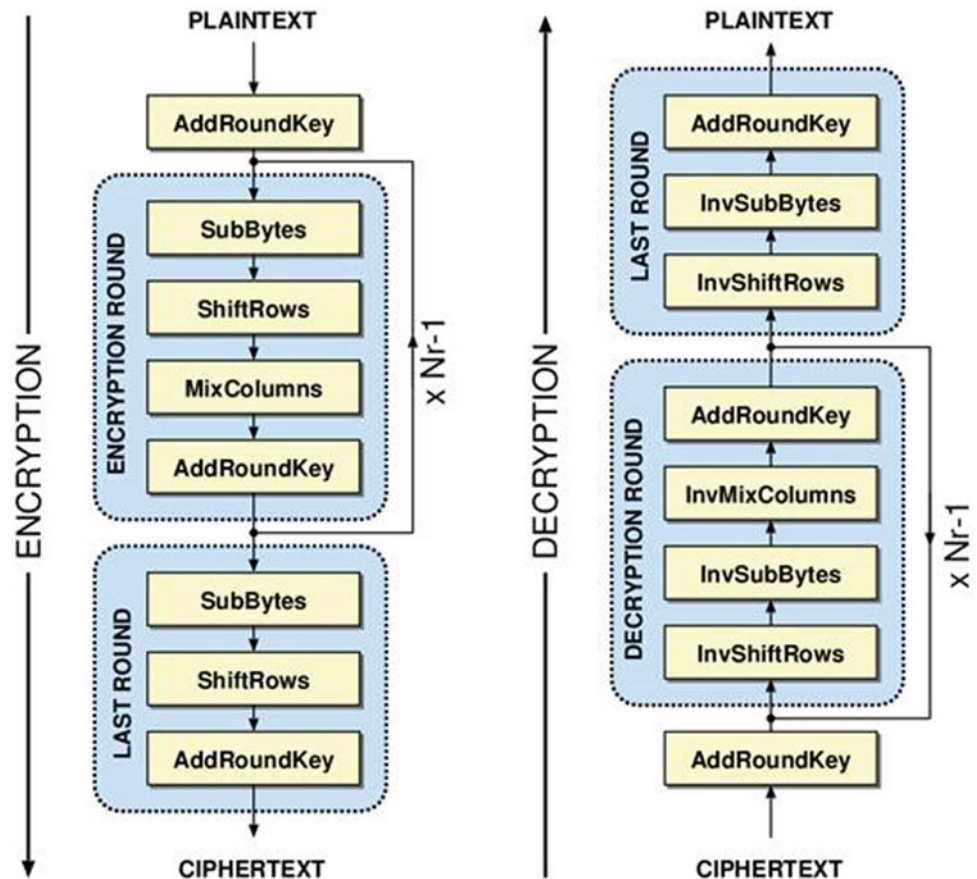 PLAINTEXT
AddRoundKey
SubBytes
ShiftRows
MixColumns
AddRoundKey
ENCRYPTION ROUND
x Nr-1
ENCRYPTION
SubBytes
ShiftRows
AddRoundKey
LAST ROUND
CIPHERTEXT
PLAINTEXT
AddRoundKey
InvSubBytes
InvShiftRows
LAST ROUND
DECRYPTION
AddRoundKey
InvMixColumns
InvSubBytes
InvShiftRows
DECRYPTION ROUND
x Nr-1
AddRoundKey
CIPHERTEXT